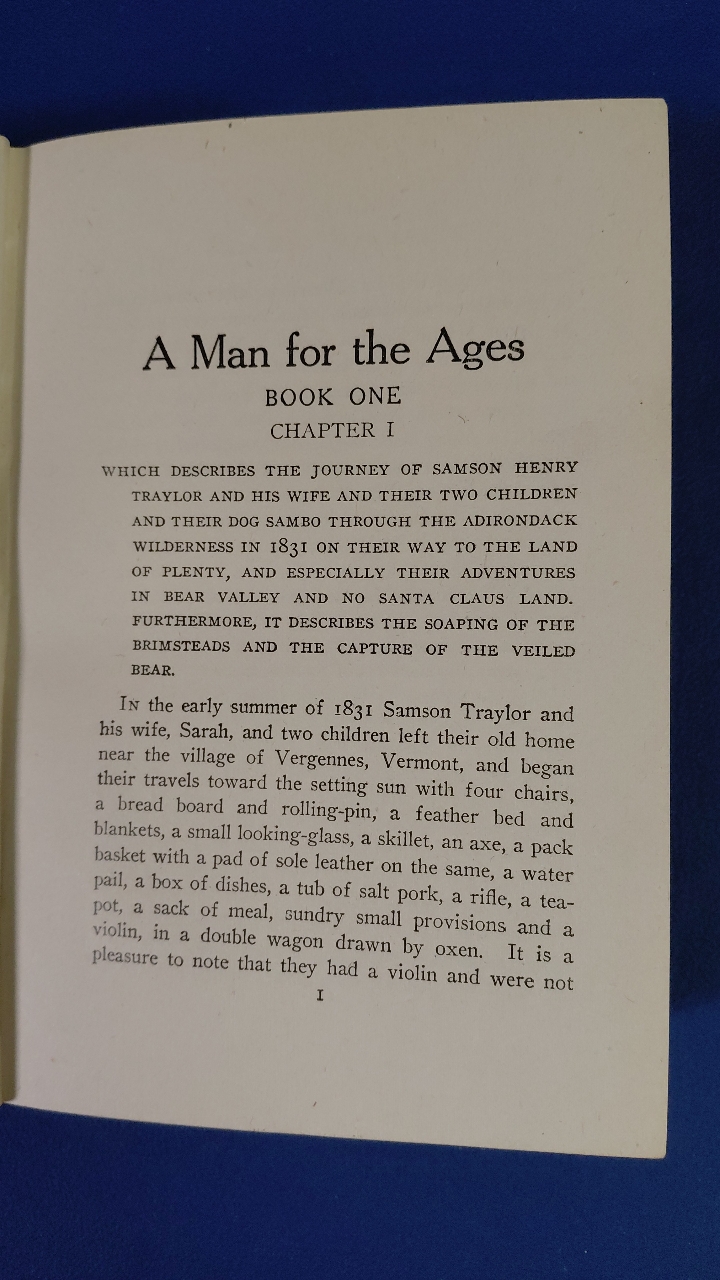 A Man for the Ages
BOOK ONE
CHAPTER I
WHICH DESCRIBES THE JOURNEY OF SAMSON HENRY
TRAYLOR AND HIS WIFE AND THEIR TWO CHILDREN
AND THEIR DOG SAMBO THROUGH THE ADIRONDACK
WILDERNESS IN 1831 ON THEIR WAY TO THE LAND
OF PLENTY, AND ESPECIALLY THEIR ADVENTURES
IN BEAR VALLEY AND NO SANTA CLAUS LAND.
FURTHERMORE, IT DESCRIBES THE SOAPING OF THE
BRIMSTEADS AND THE CAPTURE OF THE VEILED
BEAR.
In the early summer of 1831 Samson Traylor and
his wife, Sarah, and two children left their old home
near the village of Vergennes, Vermont, and began
their travels toward the setting sun with four chairs,
a bread board and rolling-pin, a feather bed and
blankets, a small looking-glass, a skillet, an axe, a pack
basket with a pad of sole leather on the same, a water
pail, a box of dishes, a tub of salt pork, a rifle, a tea-
pot, a sack of meal, sundry small provisions and a
violin, in a double wagon drawn by oxen. It is a
pleasure to note that they had a violin and were not
1